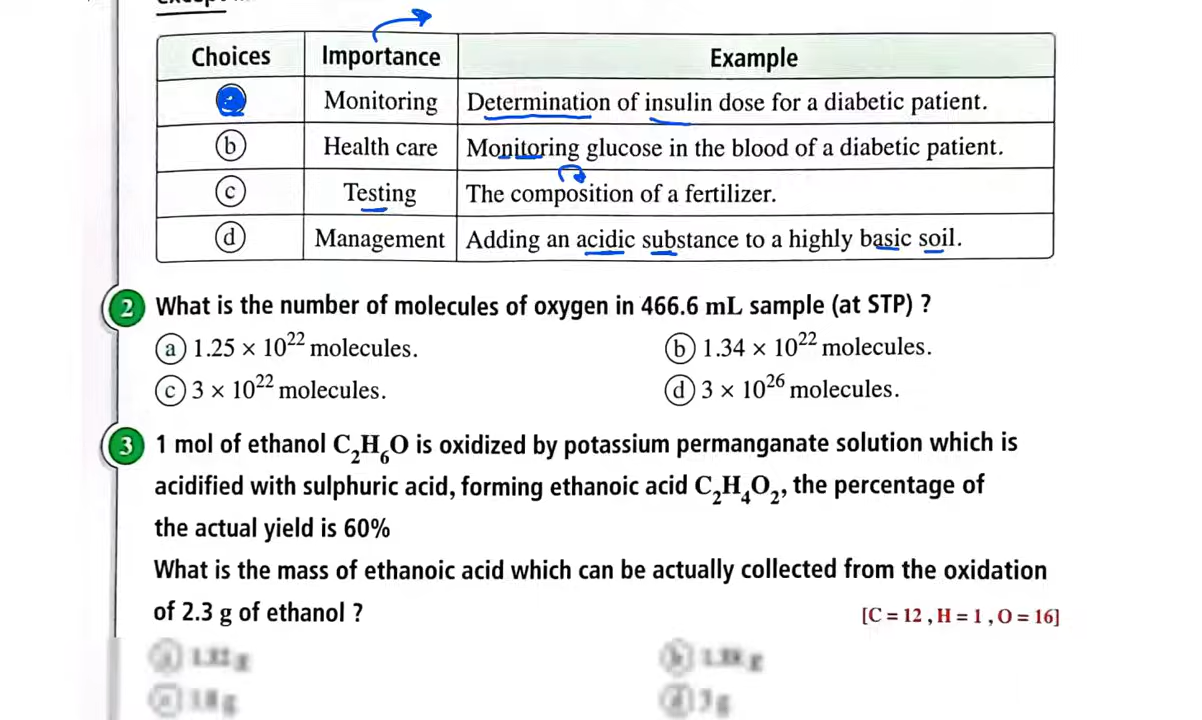 Choices Importance Example
Monitoring Determination of insulin dose for a diabetic patient.
b Health care Monitoring glucose in the blood of a diabetic patient.
c Testing The composition of a fertilizer.
d Management Adding an acidic substance to a highly basic soil.
2 What is the number of molecules of oxygen in 466.6 mL sample (at STP) ?
a 1.25 × 10²² molecules. b 1.34 × 10²² molecules.
c 3 × 10²² molecules. d 3 × 10²⁶ molecules.
3 1 mol of ethanol C₂H₆O is oxidized by potassium permanganate solution which is
acidified with sulphuric acid, forming ethanoic acid C₂H₄O₂, the percentage of
the actual yield is 60%
What is the mass of ethanoic acid which can be actually collected from the oxidation
of 2.3 g of ethanol ? [C = 12 , H = 1 , O = 16]